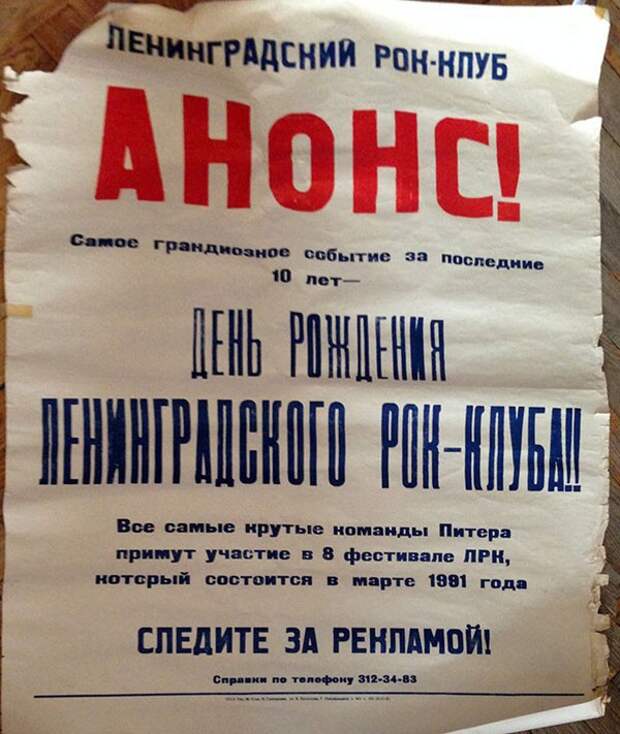 ЛЕНИНГРАДСКИЙ РОК-КЛУБ
АНОНС!
Самое грандиозное событие за последние
10 лет—
ДЕНЬ РОЖДЕНИЯ
ЛЕНИНГРАДСКОГО РОК-КЛУБА!!
Все самые крутые команды Питера
примут участие в 8 фестивале ЛРК,
который состоится в марте 1991 года
СЛЕДИТЕ ЗА РЕКЛАМОЙ!
Справки по телефону 312-34-83